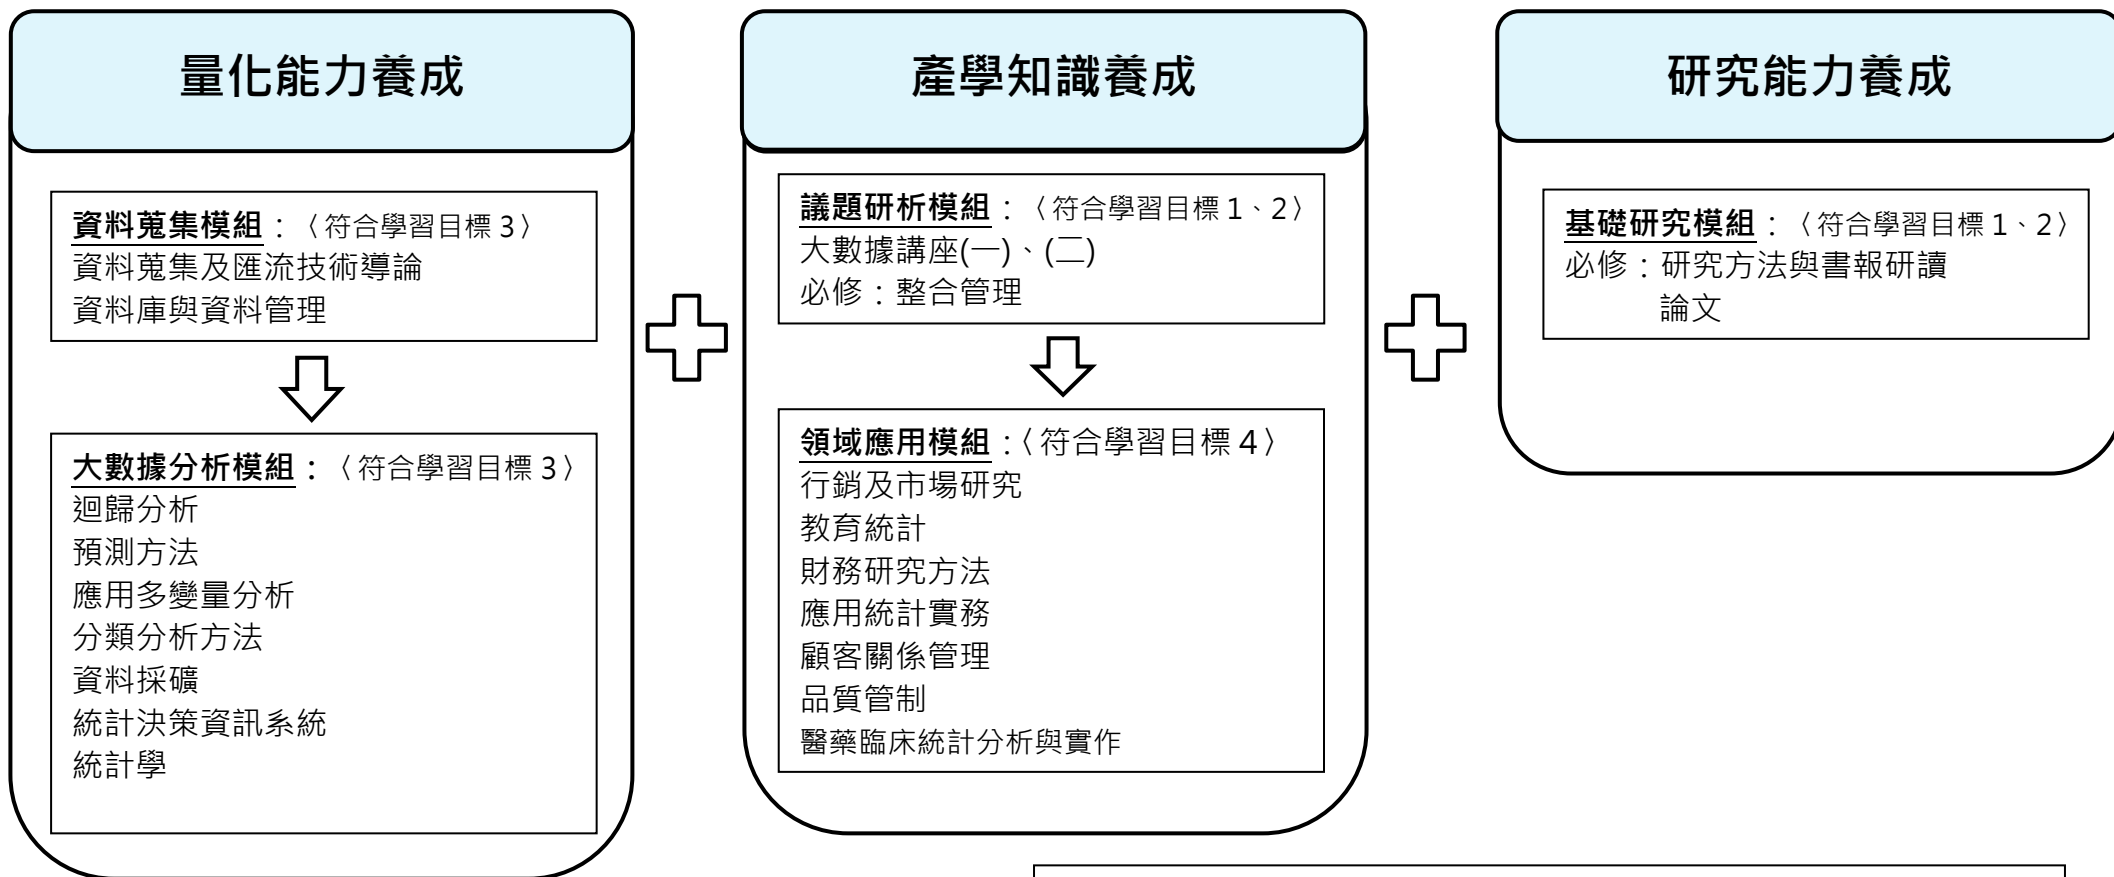 量化能力養成
資料蒐集模組：〈符合學習目標 3〉
資料蒐集及匯流技術導論
資料庫與資料管理
大數據分析模組：〈符合學習目標 3〉
迴歸分析
預測方法
應用多變量分析
分類分析方法
資料採礦
統計決策資訊系統
統計學
產學知識養成
議題研析模組：〈符合學習目標 1、2〉
大數據講座(一)、(二)
必修：整合管理
領域應用模組：〈符合學習目標 4〉
行銷及市場研究
教育統計
財務研究方法
應用統計實務
顧客關係管理
品質管制
醫藥臨床統計分析與實作
研究能力養成
基礎研究模組：〈符合學習目標 1、2〉
必修：研究方法與書報研讀
論文